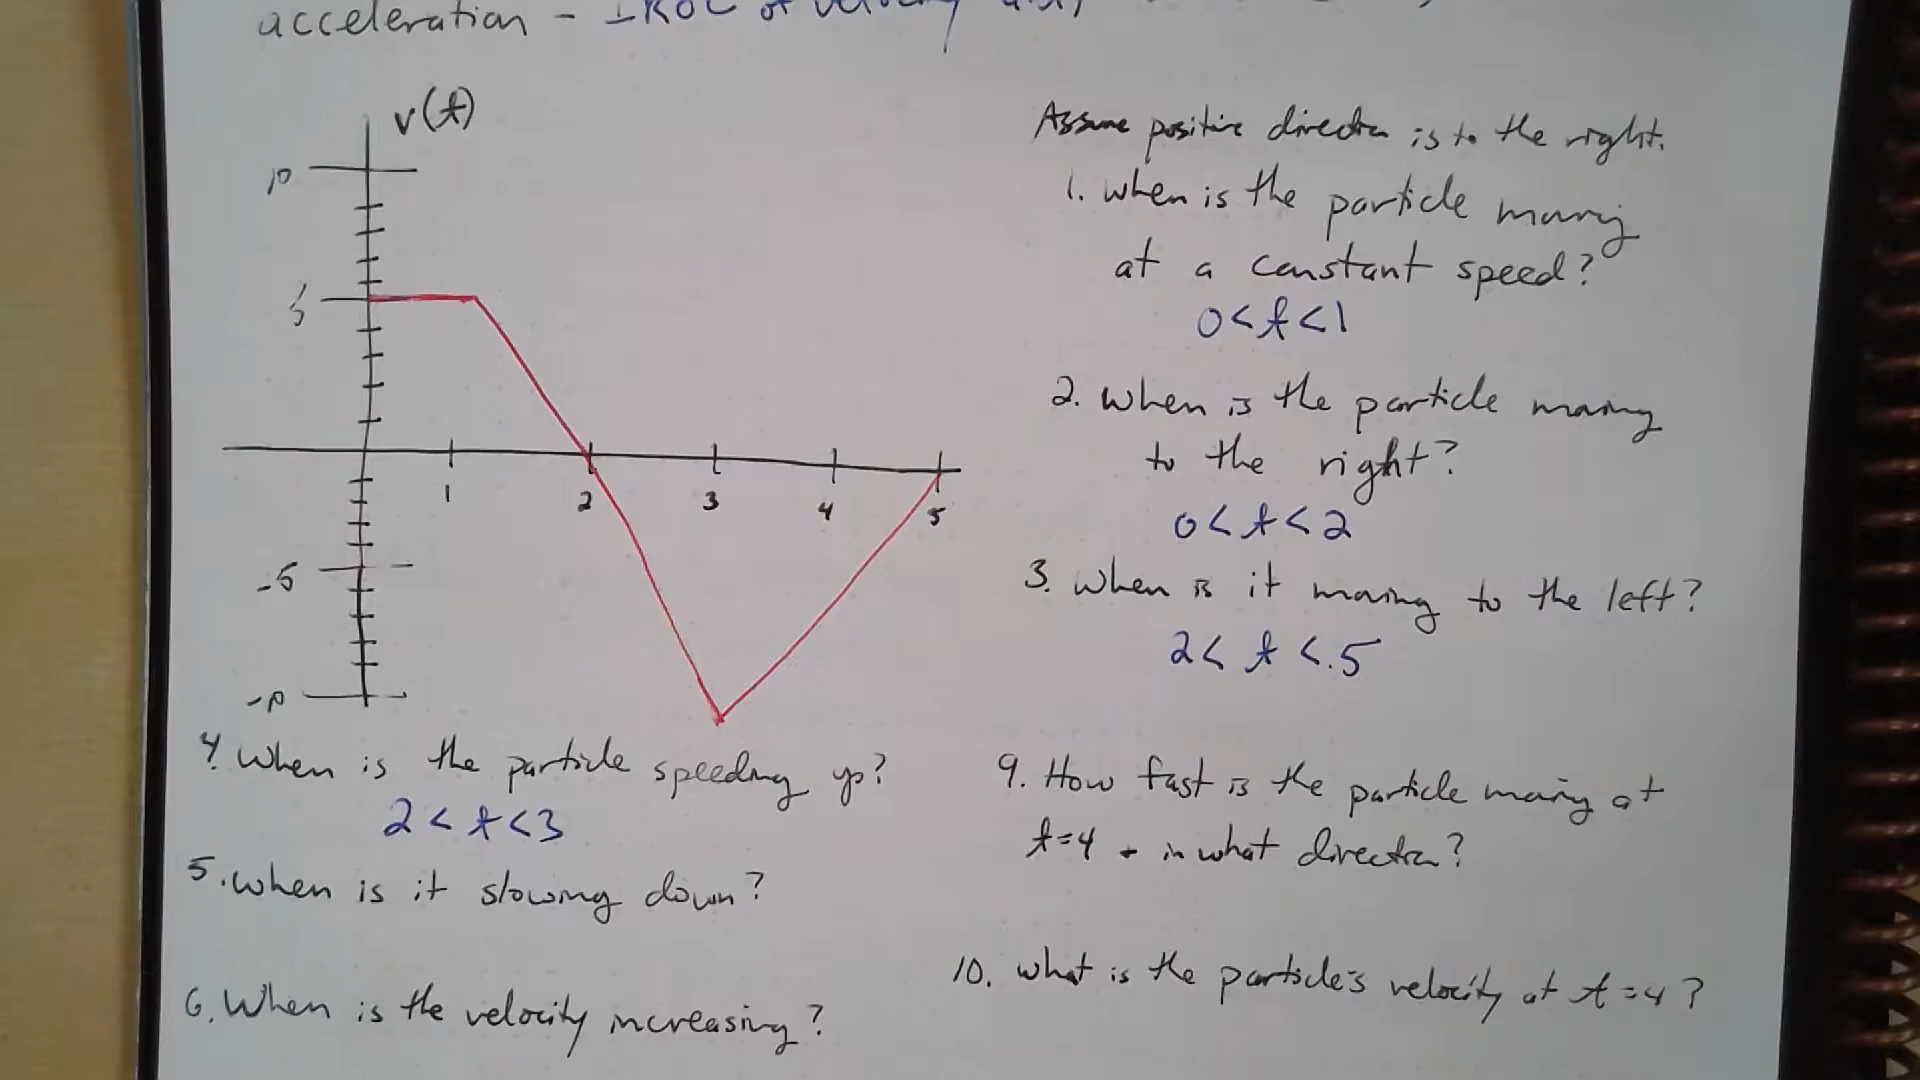 acceleration - IROC of velocity
v(t)
10
5
1 2 3 4 5
-5
-10
Assume positive direction is to the right.
1. When is the particle moving
at a constant speed?
0 < t < 1
2. When is the particle moving
to the right?
0 < t < 2
3. When is it moving to the left?
2 < t < 5
4. When is the particle speeding up?
2 < t < 3
5. When is it slowing down?
6. When is the velocity increasing?
9. How fast is the particle moving at
t=4 + in what direction?
10. What is the particle's velocity at t=4?